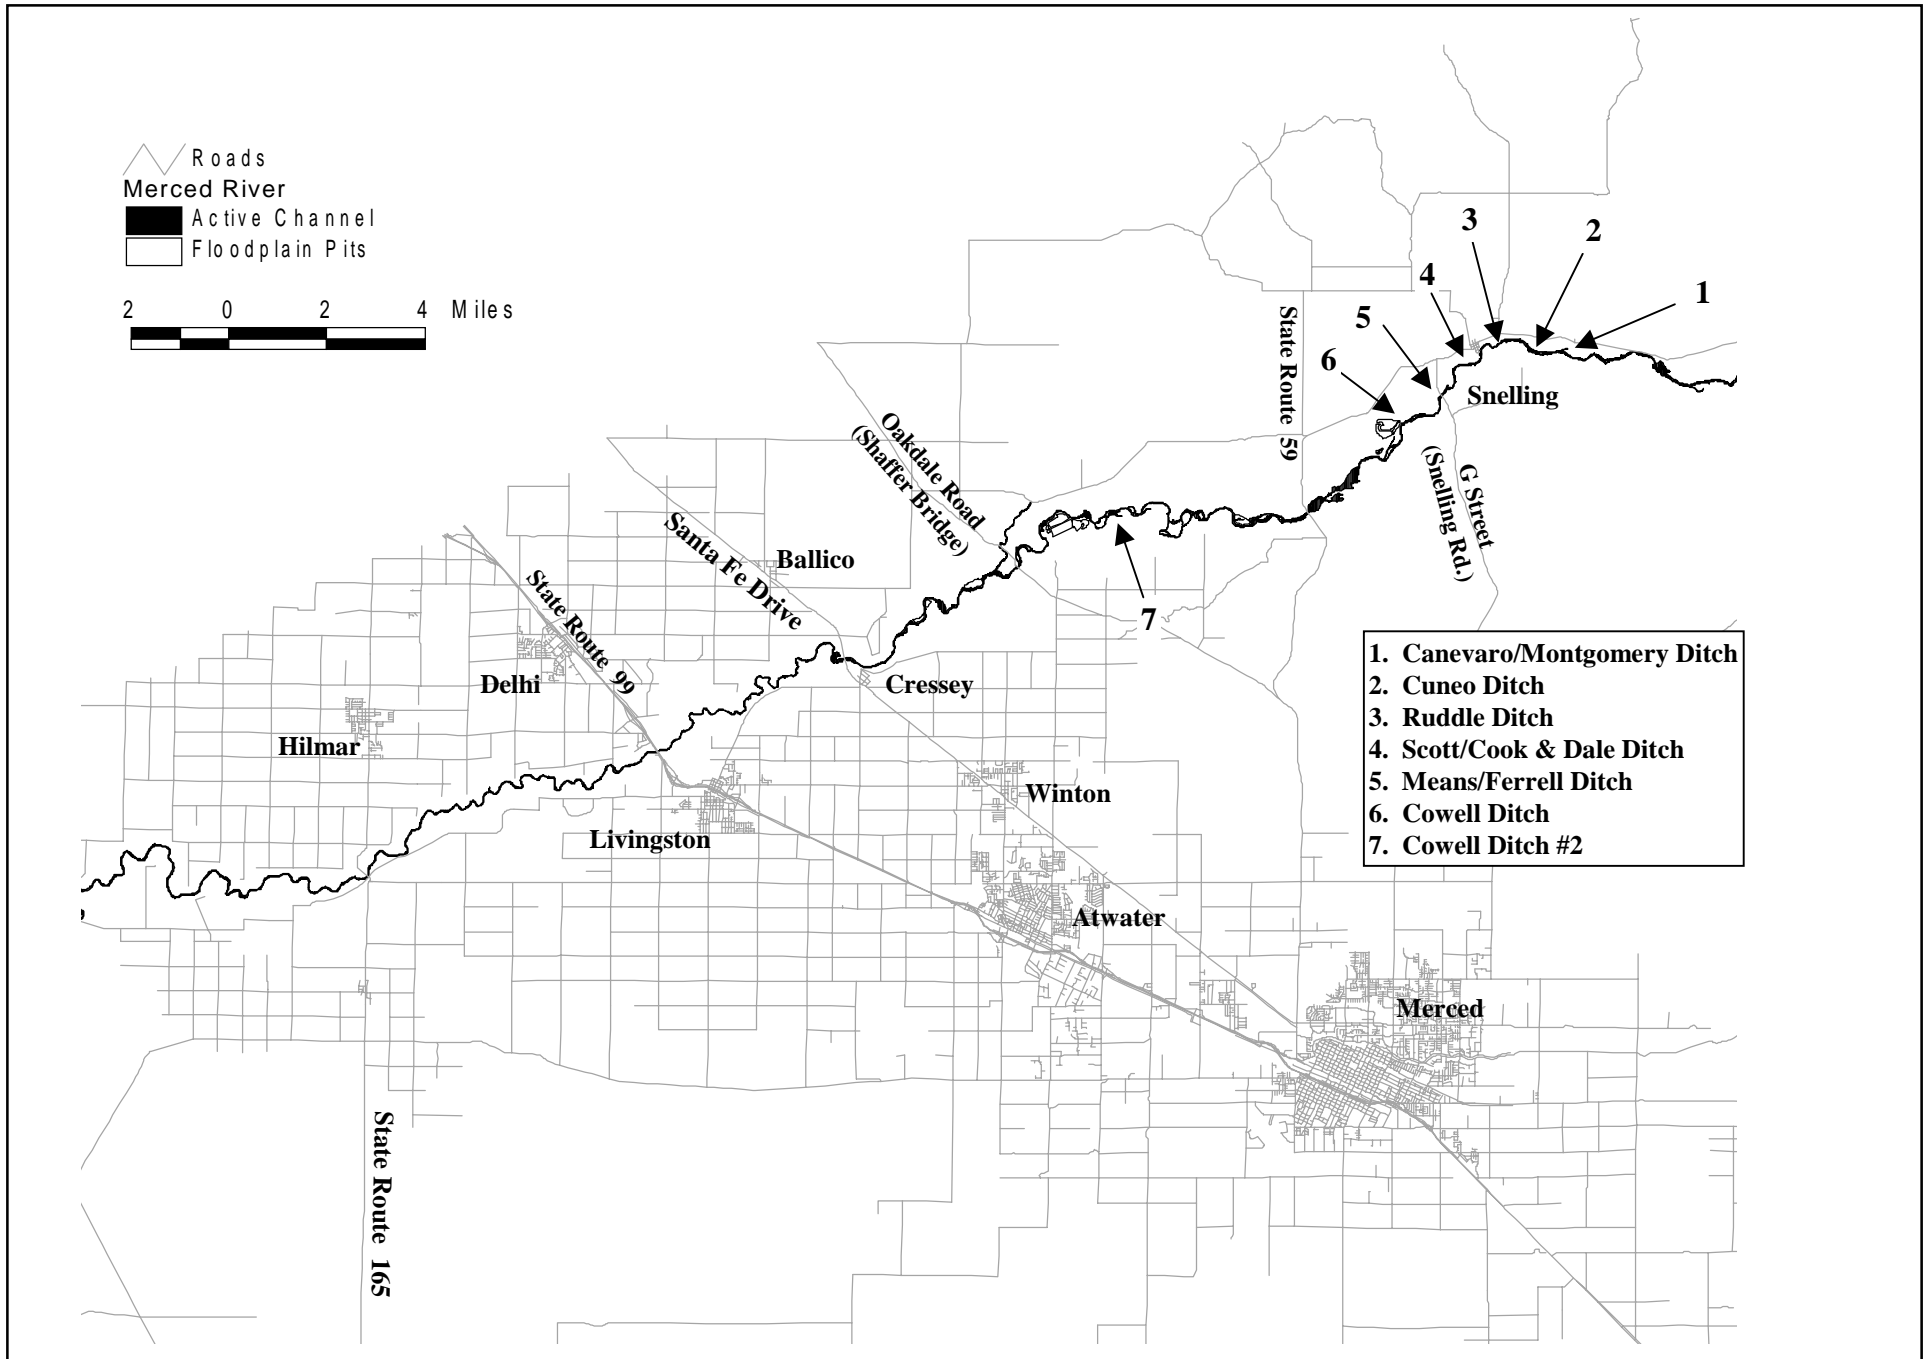 Roads
Merced River
Active Channel
Floodplain Pits
2 0 2 4 Miles
3
2
4
1
5
6
State Route 59
Snelling
Oakdale Road
(Shaffer Bridge)
G Street
(Snelling Rd.)
Santa Fe Drive
Ballico
State Route 99
7
Delhi
Cressey
Hilmar
Winton
Livingston
Atwater
Merced
State Route 165
1. Canevaro/Montgomery Ditch
2. Cuneo Ditch
3. Ruddle Ditch
4. Scott/Cook & Dale Ditch
5. Means/Ferrell Ditch
6. Cowell Ditch
7. Cowell Ditch #2